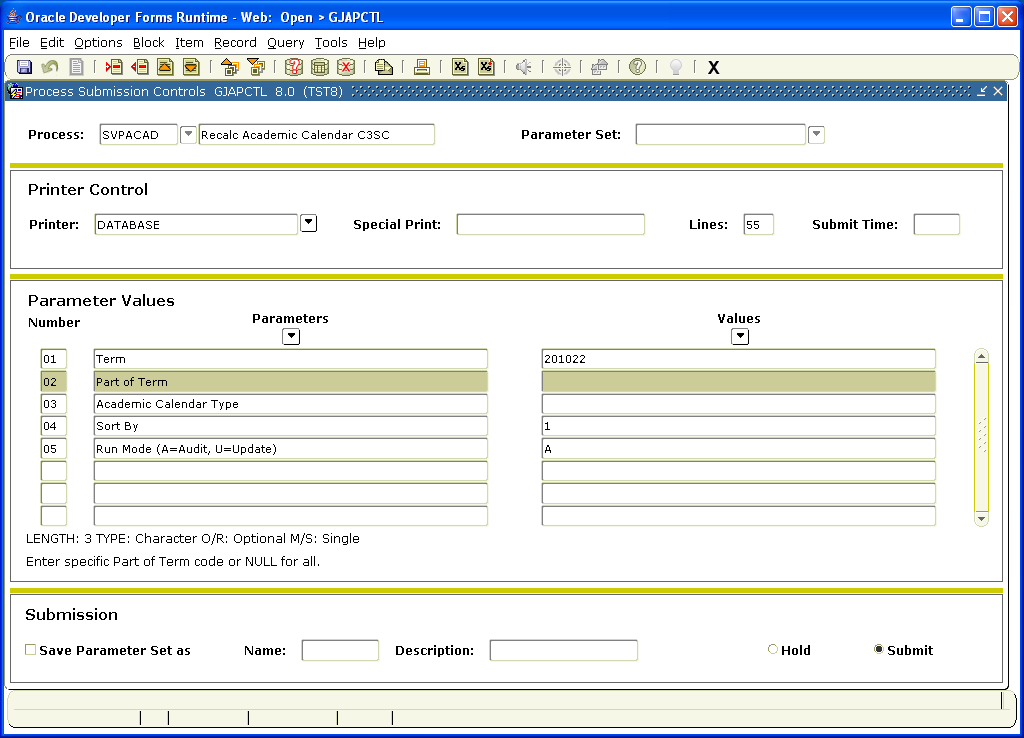 Oracle Developer Forms Runtime - Web: Open > GJAPCTL
File Edit Options Block Item Record Query Tools Help
X
Process Submission Controls GJAPCTL 8.0 (TST8)
Process: SVPACAD Recalc Academic Calendar C3SC Parameter Set:
Printer Control
Printer: DATABASE Special Print: Lines: 55 Submit Time:
Parameter Values
Number Parameters Values
01 Term 201022
02 Part of Term
03 Academic Calendar Type
04 Sort By 1
05 Run Mode (A=Audit, U=Update) A
LENGTH: 3 TYPE: Character O/R: Optional M/S: Single
Enter specific Part of Term code or NULL for all.
Submission
Save Parameter Set as Name: Description: Hold Submit